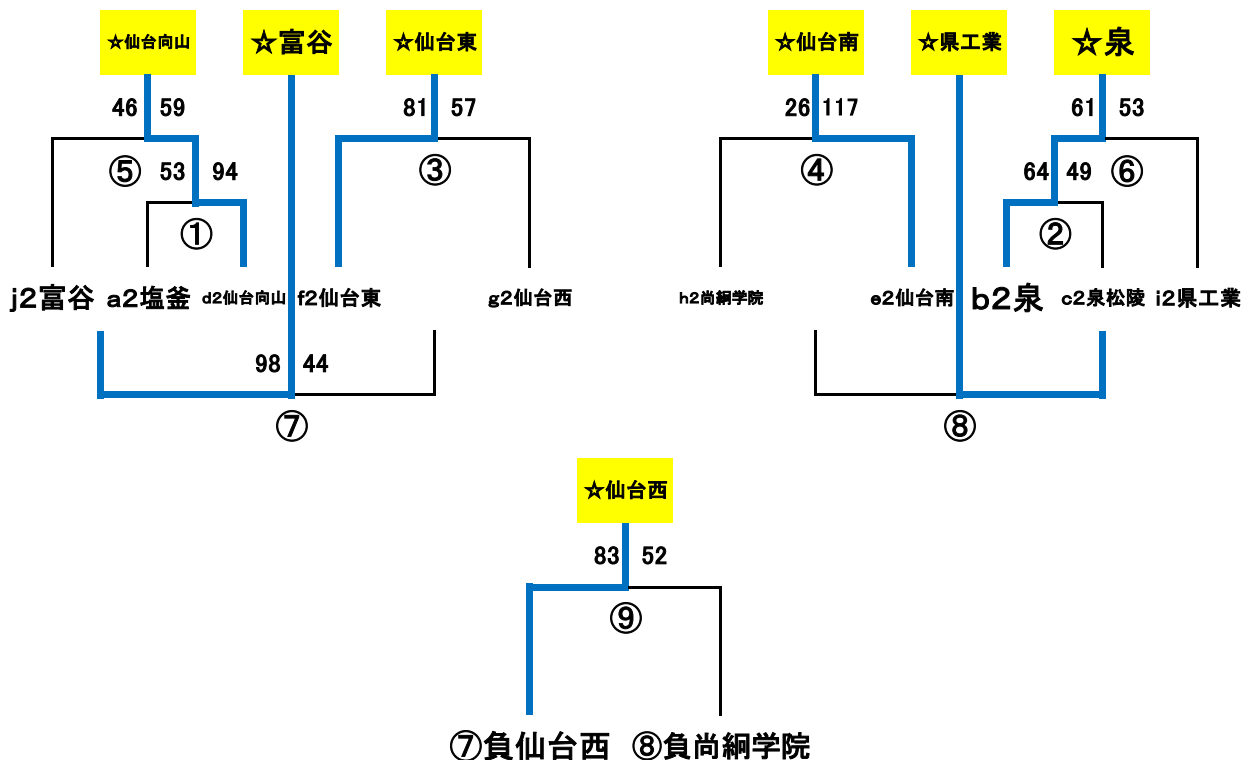 ☆仙台向山 ☆富谷 ☆仙台東 ☆仙台南 ☆県工業 ☆泉
46 59 81 57 26 117 61 53
⑤ 53 94 ③ ④ 64 49 ⑥
① ②
j2富谷 a2塩釜 d2仙台向山 f2仙台東 g2仙台西 h2尚絅学院 e2仙台南 b2泉 c2泉松陵 i2県工業
98 44
⑦ ⑧
☆仙台西
83 52
⑨
⑦負仙台西 ⑧負尚絅学院